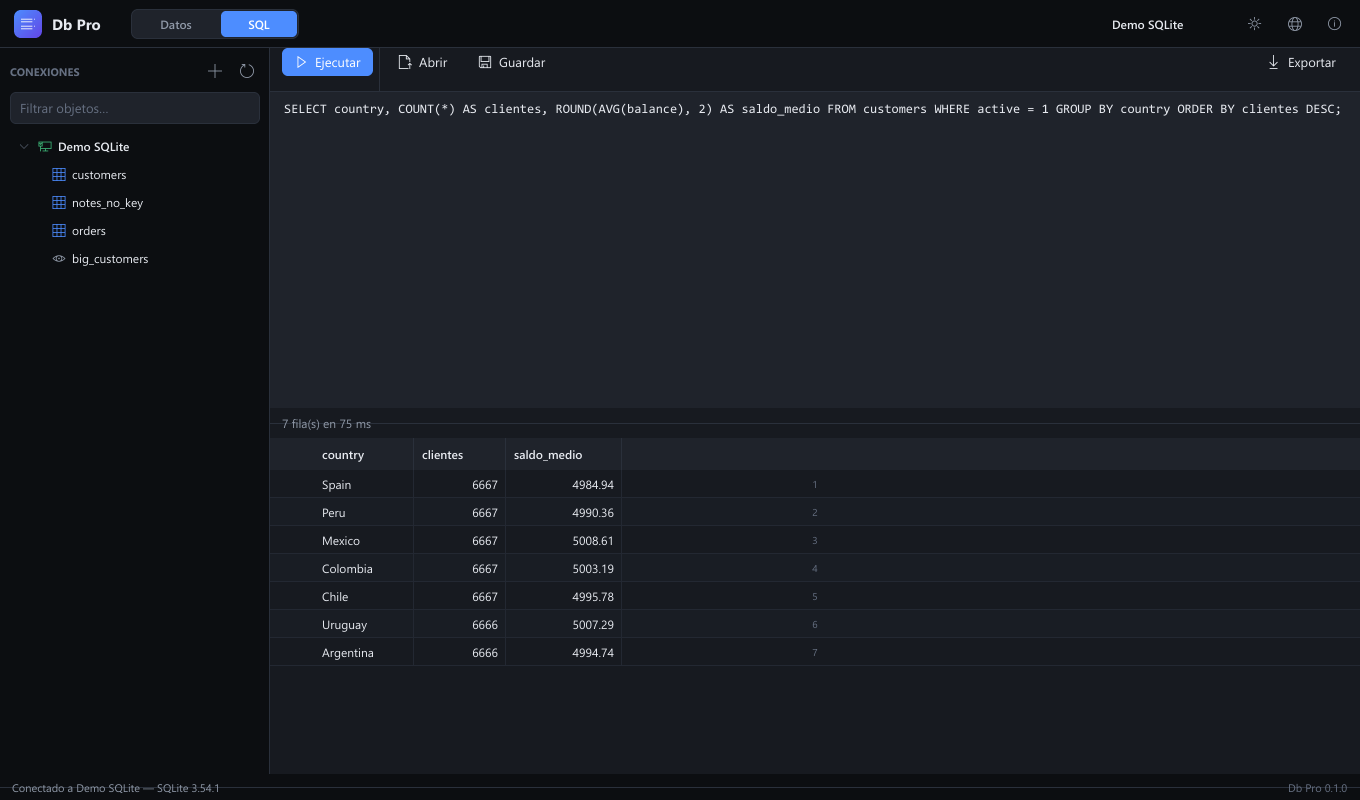 Db Pro Datos SQL Demo SQLite
Ejecutar Abrir Guardar Exportar
CONEXIONES
Filtrar objetos...
Demo SQLite
customers
notes_no_key
orders
big_customers
SELECT country, COUNT(*) AS clientes, ROUND(AVG(balance), 2) AS saldo_medio FROM customers WHERE active = 1 GROUP BY country ORDER BY clientes DESC;
7 fila(s) en 75 ms
country clientes saldo_medio
Spain 6667 4984.94 1
Peru 6667 4990.36 2
Mexico 6667 5008.61 3
Colombia 6667 5003.19 4
Chile 6667 4995.78 5
Uruguay 6666 5007.29 6
Argentina 6666 4994.74 7
Conectado a Demo SQLite — SQLite 3.54.1 Db Pro 0.1.0